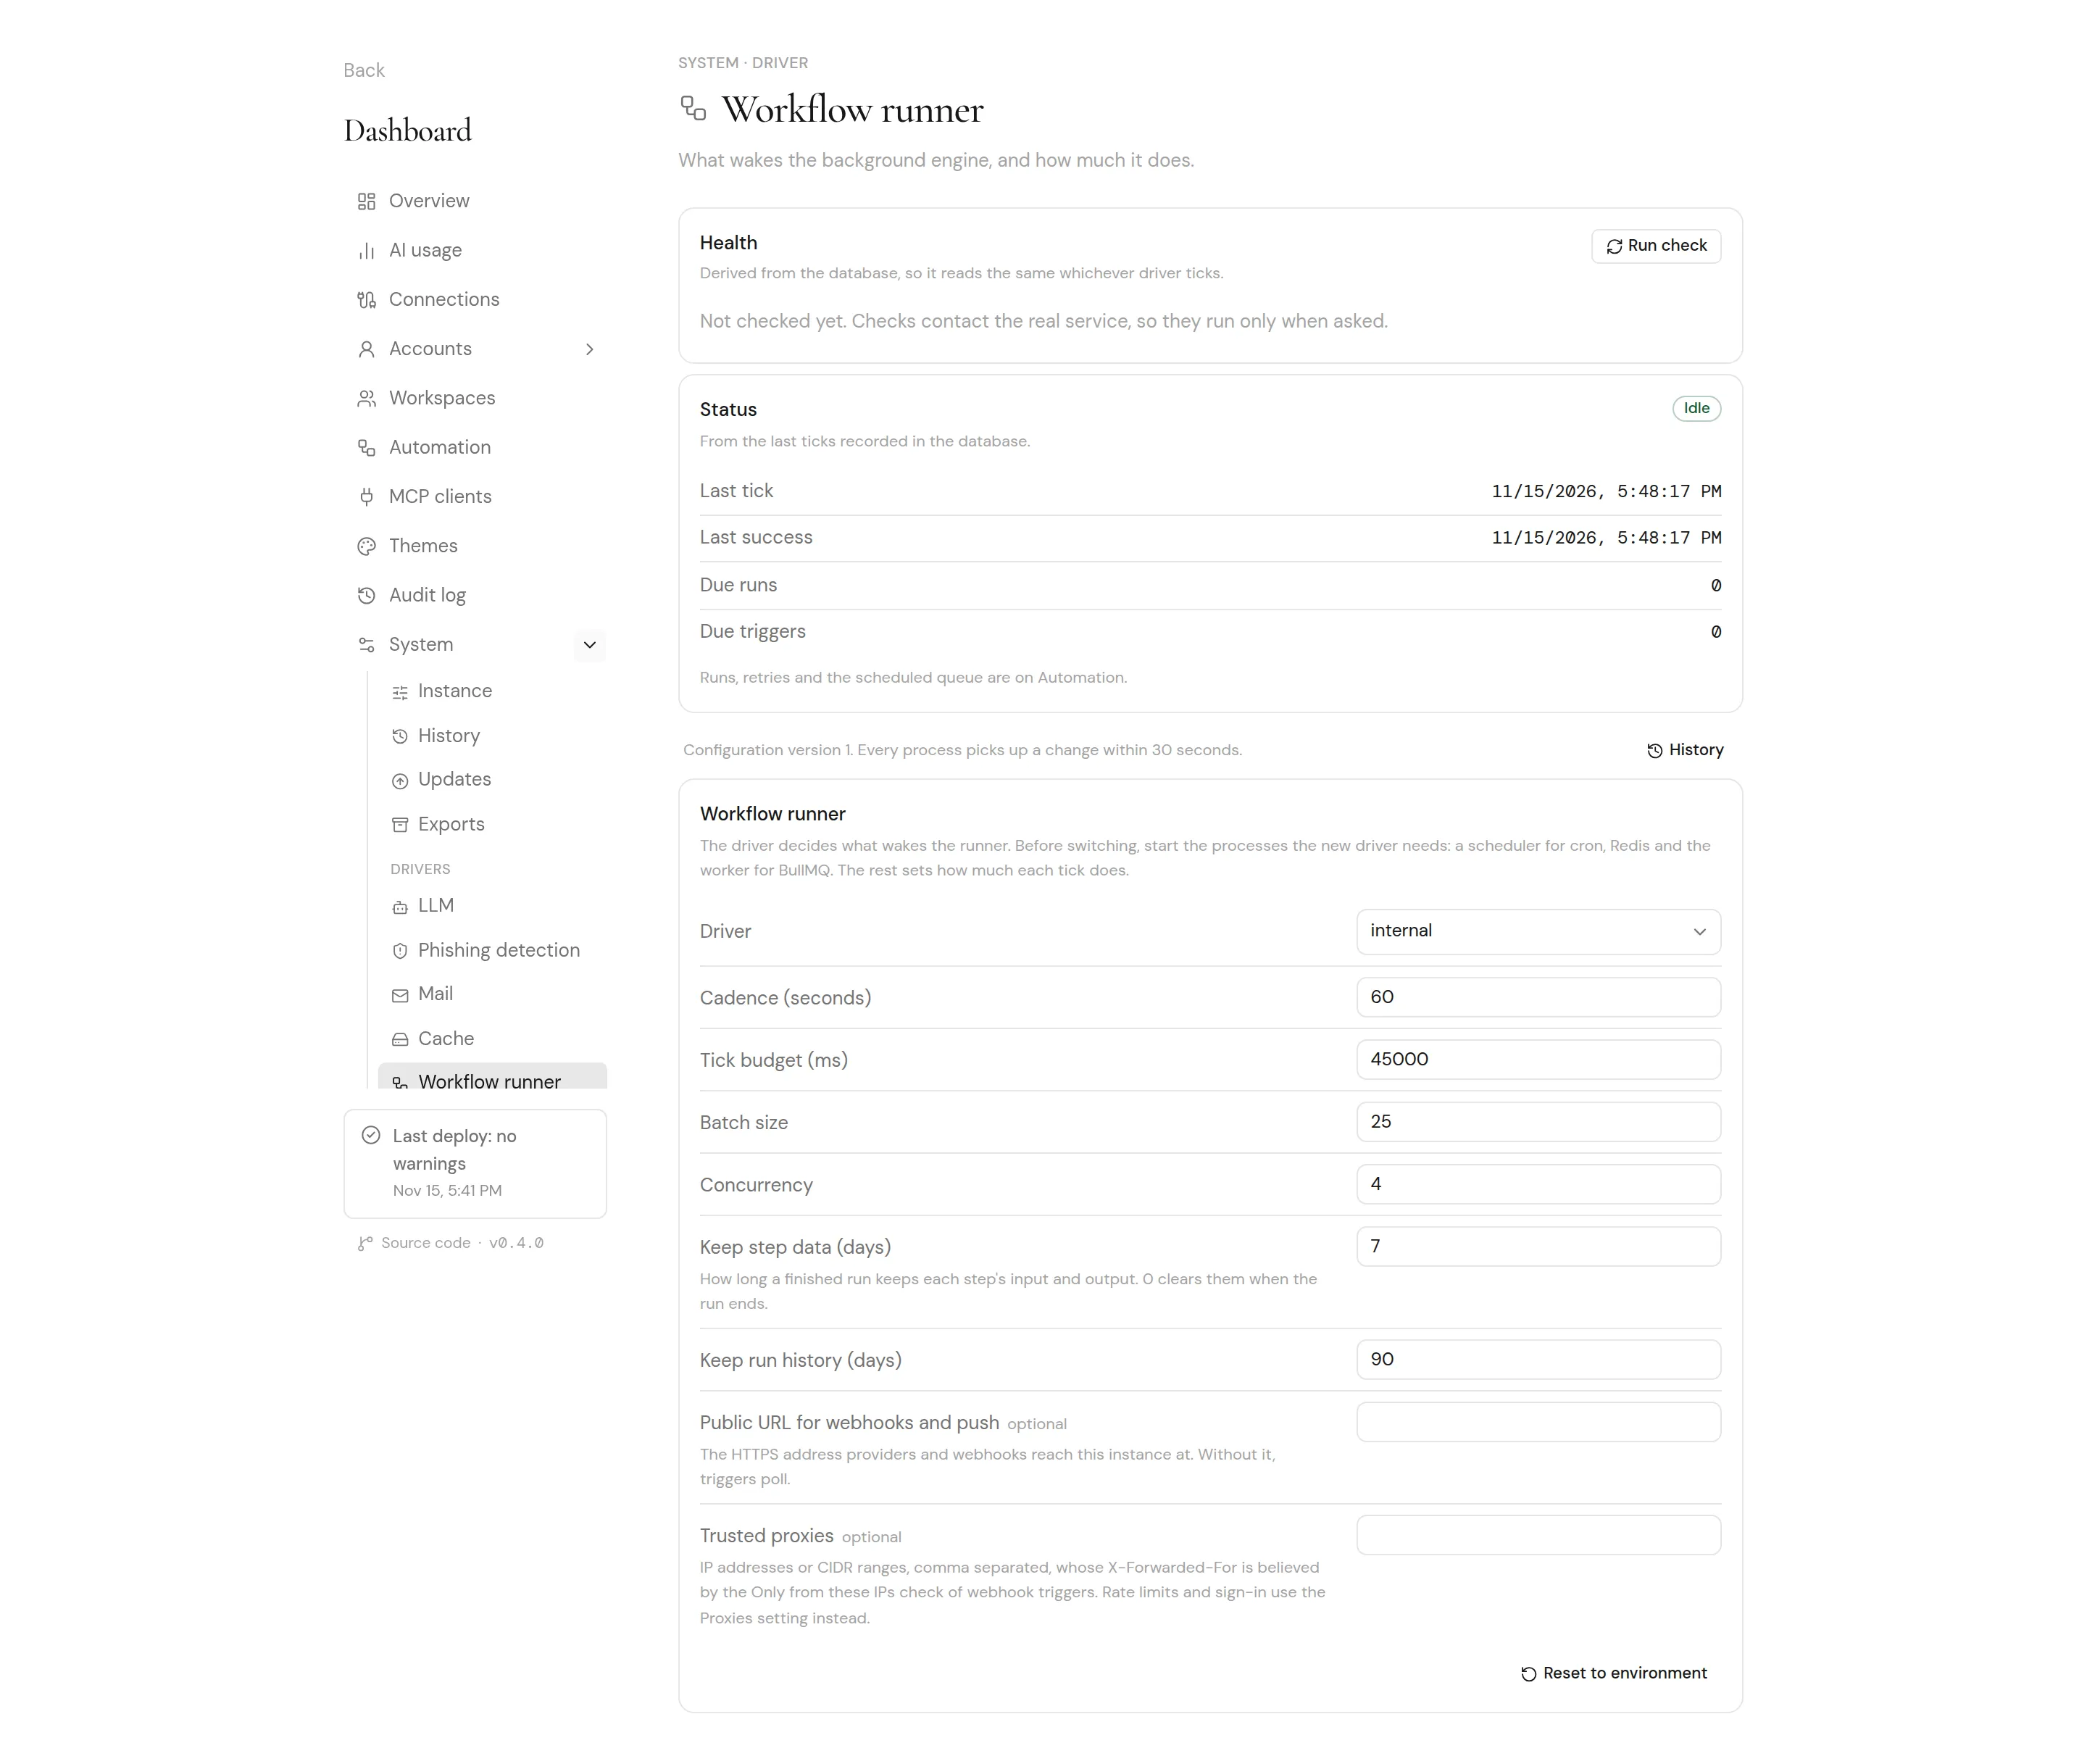 Back
Dashboard
Overview
AI usage
Connections
Accounts
Workspaces
Automation
MCP clients
Themes
Audit log
System
Instance
History
Updates
Exports
DRIVERS
LLM
Phishing detection
Mail
Cache
Workflow runner
Last deploy: no
warnings
Nov 15, 5:41 PM
Source code · v0.4.0
SYSTEM · DRIVER
Workflow runner
What wakes the background engine, and how much it does.
Health
Run check
Derived from the database, so it reads the same whichever driver ticks.
Not checked yet. Checks contact the real service, so they run only when asked.
Status
Idle
From the last ticks recorded in the database.
Last tick 11/15/2026, 5:48:17 PM
Last success 11/15/2026, 5:48:17 PM
Due runs 0
Due triggers 0
Runs, retries and the scheduled queue are on Automation.
Configuration version 1. Every process picks up a change within 30 seconds.
History
Workflow runner
The driver decides what wakes the runner. Before switching, start the processes the new driver needs: a scheduler for cron, Redis and the
worker for BullMQ. The rest sets how much each tick does.
Driver internal
Cadence (seconds) 60
Tick budget (ms) 45000
Batch size 25
Concurrency 4
Keep step data (days) 7
How long a finished run keeps each step's input and output. 0 clears them when the
run ends.
Keep run history (days) 90
Public URL for webhooks and push optional
The HTTPS address providers and webhooks reach this instance at. Without it,
triggers poll.
Trusted proxies optional
IP addresses or CIDR ranges, comma separated, whose X-Forwarded-For is believed
by the Only from these IPs check of webhook triggers. Rate limits and sign-in use the
Proxies setting instead.
Reset to environment